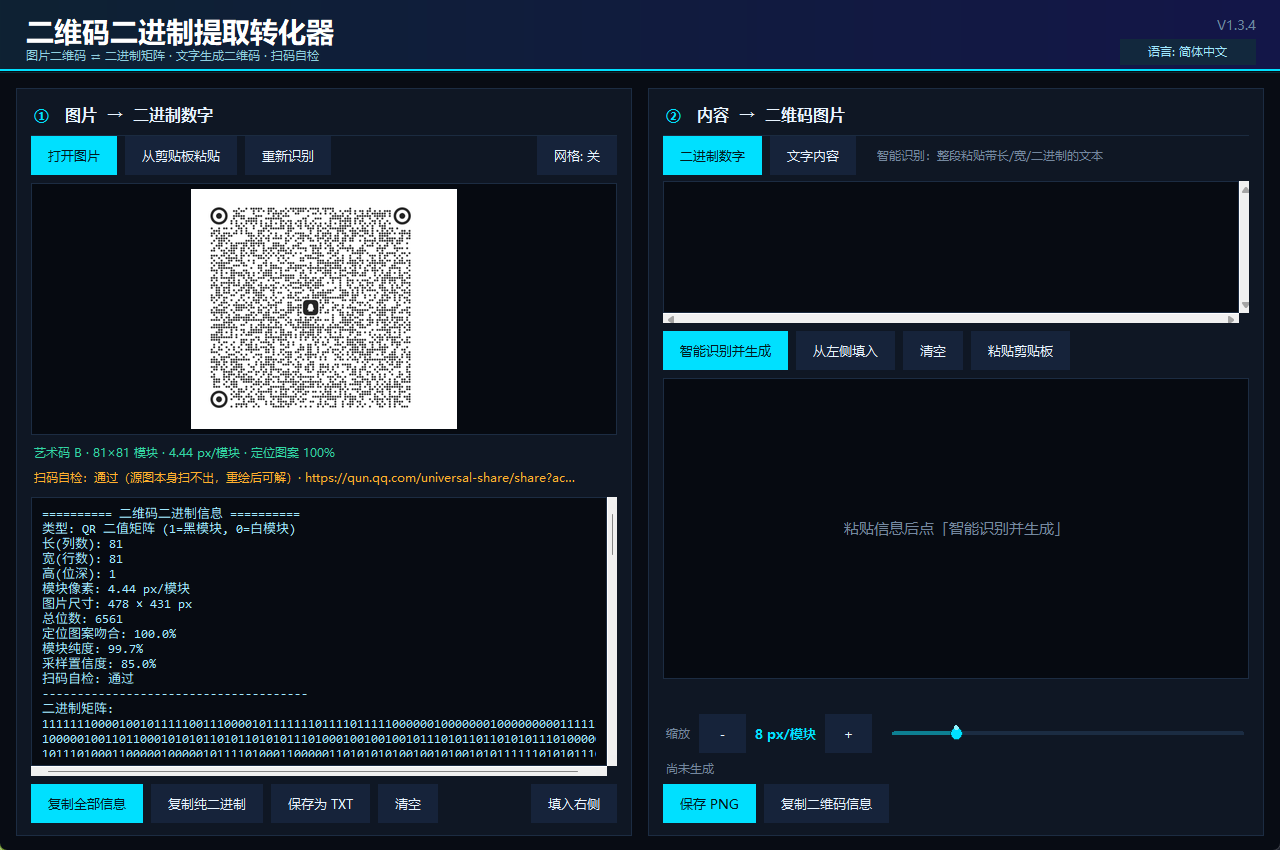 二维码二进制提取转化器
图片二维码 ⇌ 二进制矩阵 · 文字生成二维码 · 扫码自检
V1.3.4
语言: 简体中文
① 图片 → 二进制数字
打开图片 从剪贴板粘贴 重新识别 网格: 关
艺术码 B · 81×81 模块 · 4.44 px/模块 · 定位图案 100%
扫码自检：通过（源图本身扫不出，重绘后可解）· https://qun.qq.com/universal-share/share?ac...
========== 二维码二进制信息 ==========
类型: QR 二值矩阵 (1=黑模块, 0=白模块)
长(列数): 81
宽(行数): 81
高(位深): 1
模块像素: 4.44 px/模块
图片尺寸: 478 × 431 px
总位数: 6561
定位图案吻合: 100.0%
模块纯度: 99.7%
采样置信度: 85.0%
扫码自检: 通过
--------------------------------------
二进制矩阵:
复制全部信息 复制纯二进制 保存为 TXT 清空 填入右侧
② 内容 → 二维码图片
二进制数字 文字内容 智能识别：整段粘贴带长/宽/二进制的文本
智能识别并生成 从左侧填入 清空 粘贴剪贴板
粘贴信息后点「智能识别并生成」
缩放 - 8 px/模块 +
尚未生成
保存 PNG 复制二维码信息